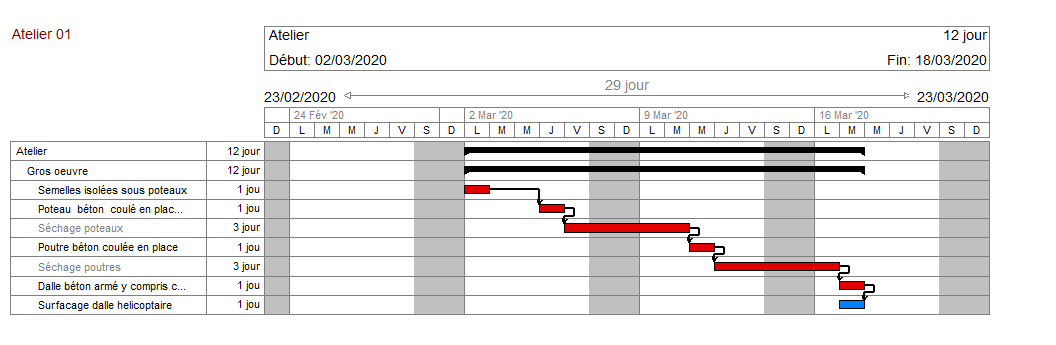 Atelier 01
Atelier 12 jour
Début: 02/03/2020 Fin: 18/03/2020
29 jour
23/02/2020 23/03/2020
24 Fév '20 2 Mar '20 9 Mar '20 16 Mar '20
D L M M J V S D L M M J V S D L M M J V S D L M M J V S D
Atelier 12 jour
Gros oeuvre 12 jour
Semelles isolées sous poteaux 1 jou
Poteau béton coulé en plac... 1 jou
Séchage poteaux 3 jour
Poutre béton coulée en place 1 jou
Séchage poutres 3 jour
Dalle béton armé y compris c... 1 jou
Surfacage dalle helicoptaire 1 jou